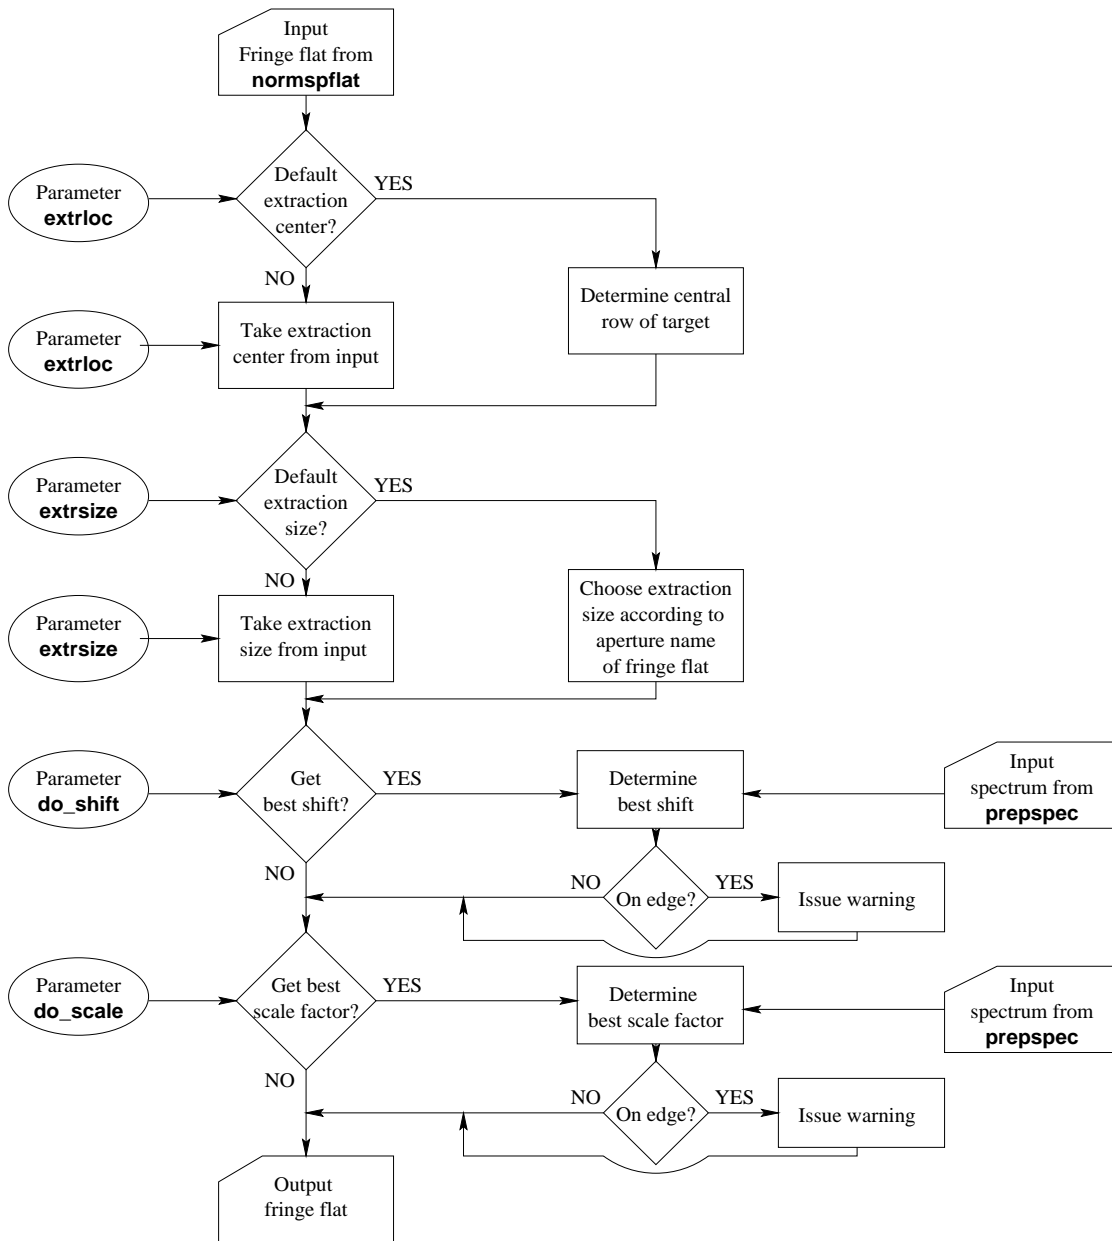 Input
Fringe flat from
normspflat
Default
extraction
center?
YES
Parameter
extrloc
NO
Determine central
row of target
Parameter
extrloc
Take extraction
center from input
Default
extraction
size?
YES
Parameter
extrsize
NO
Choose extraction
size according to
aperture name
of fringe flat
Parameter
extrsize
Take extraction
size from input
Parameter
do_shift
Get
best shift?
YES
Determine
best shift
Input
spectrum from
prepspec
NO
NO
On edge?
YES
Issue warning
Parameter
do_scale
Get best
scale factor?
YES
Determine
best scale factor
Input
spectrum from
prepspec
NO
NO
On edge?
YES
Issue warning
Output
fringe flat